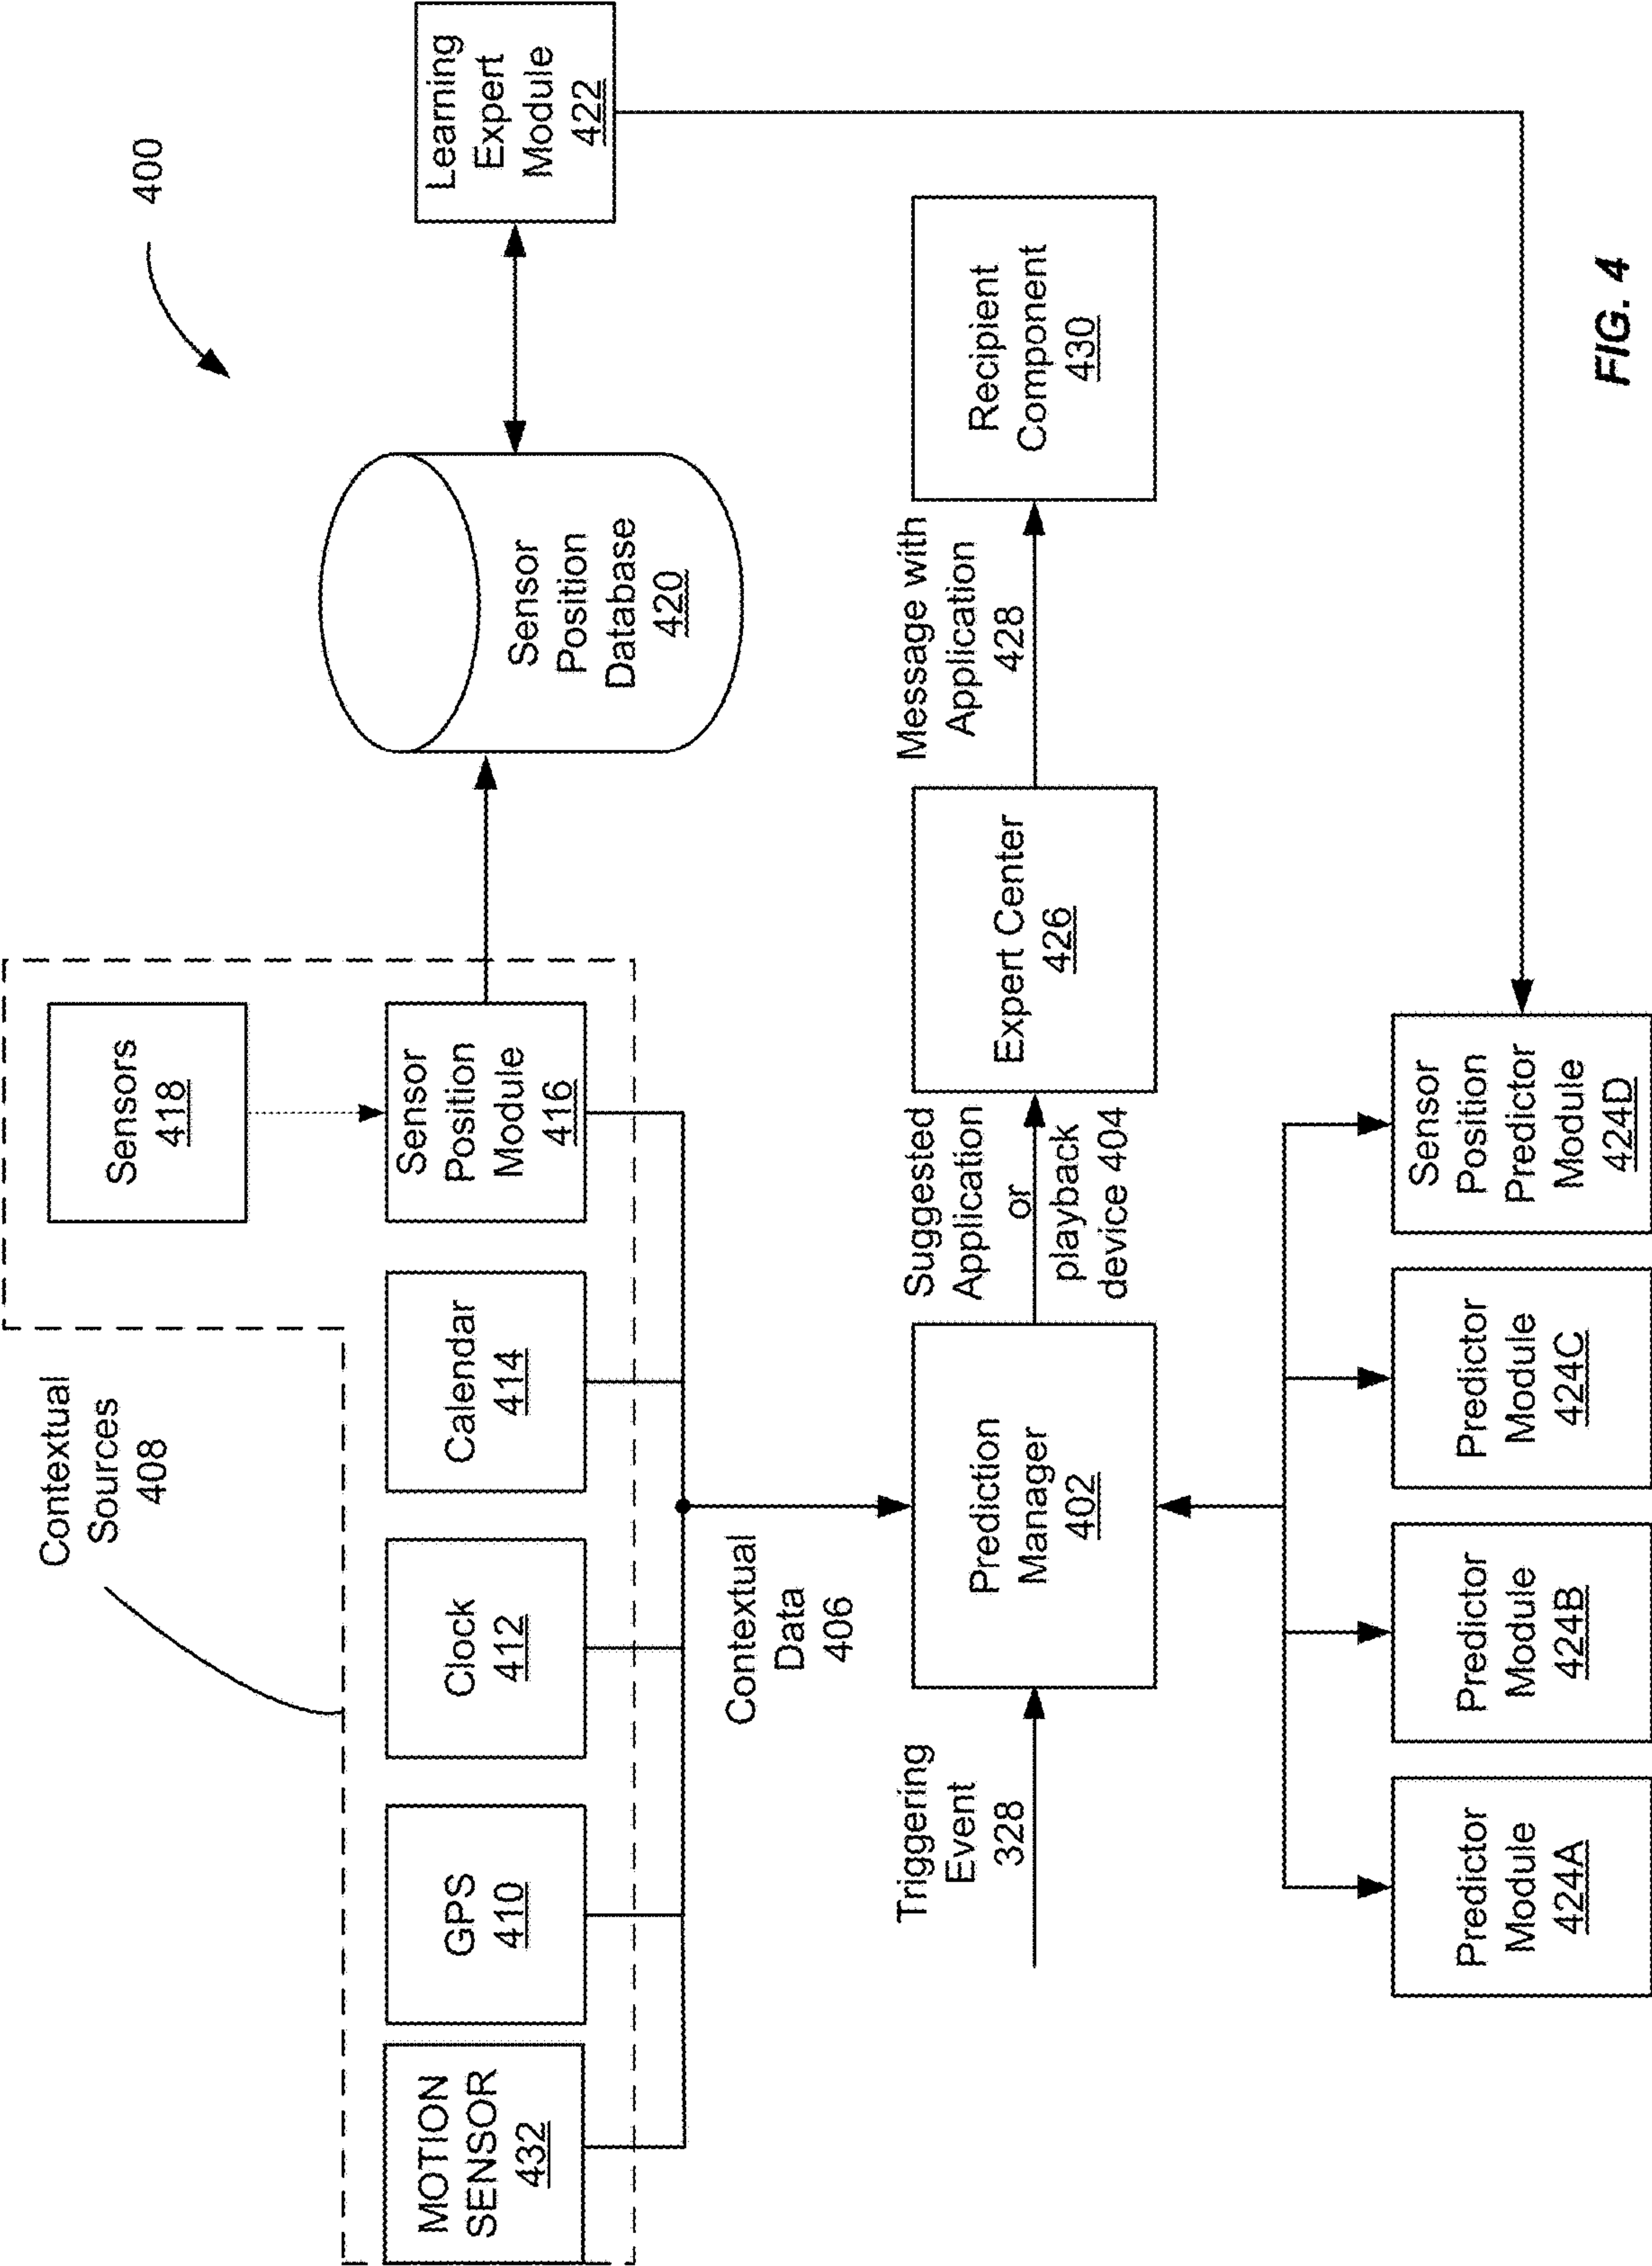 400
Contextual
Sources
408
Sensors
418
MOTION
SENSOR
432
GPS
410
Clock
412
Calendar
414
Sensor
Position
Module
416
Sensor
Position
Database
420
Learning
Expert
Module
422
Contextual
Data
406
Triggering
Event
328
Prediction
Manager
402
Suggested
Application
or
playback
device 404
Expert Center
426
Message with
Application
428
Recipient
Component
430
Predictor
Module
424A
Predictor
Module
424B
Predictor
Module
424C
Sensor
Position
Predictor
Module
424D
FIG. 4